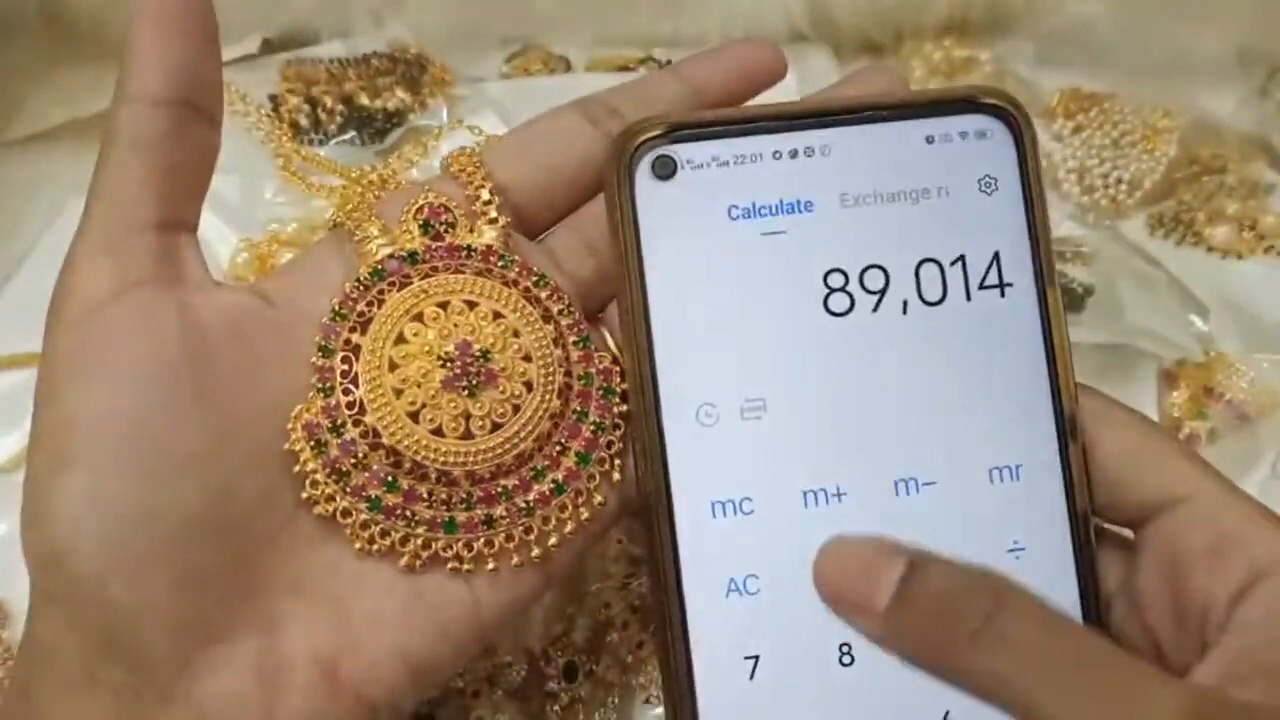 22:01
Calculate Exchange r
89,014
mc m+ m− mr
÷
AC
7 8